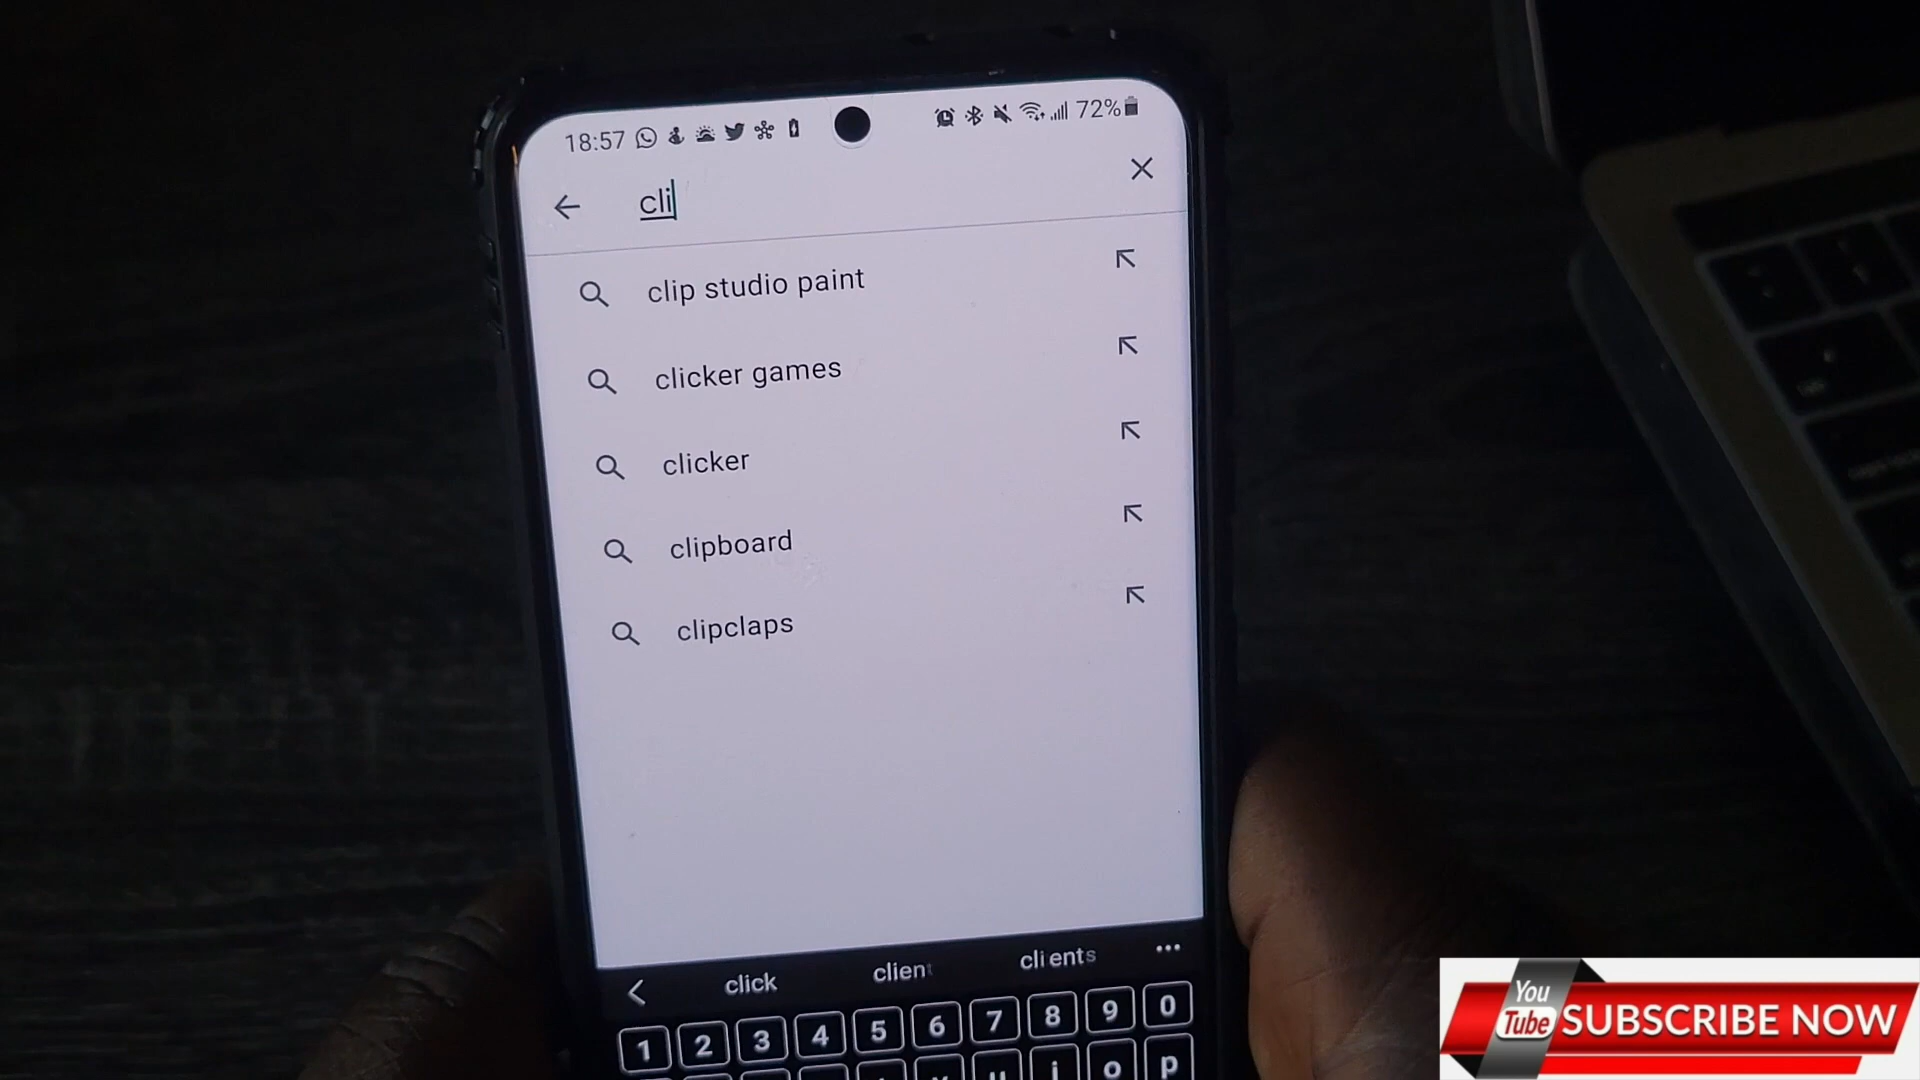 18:57 72%
cli
clip studio paint
clicker games
clicker
clipboard
clipclaps
click client clients
1 2 3 4 5 6 7 8 9 0
o p
You
Tube SUBSCRIBE NOW